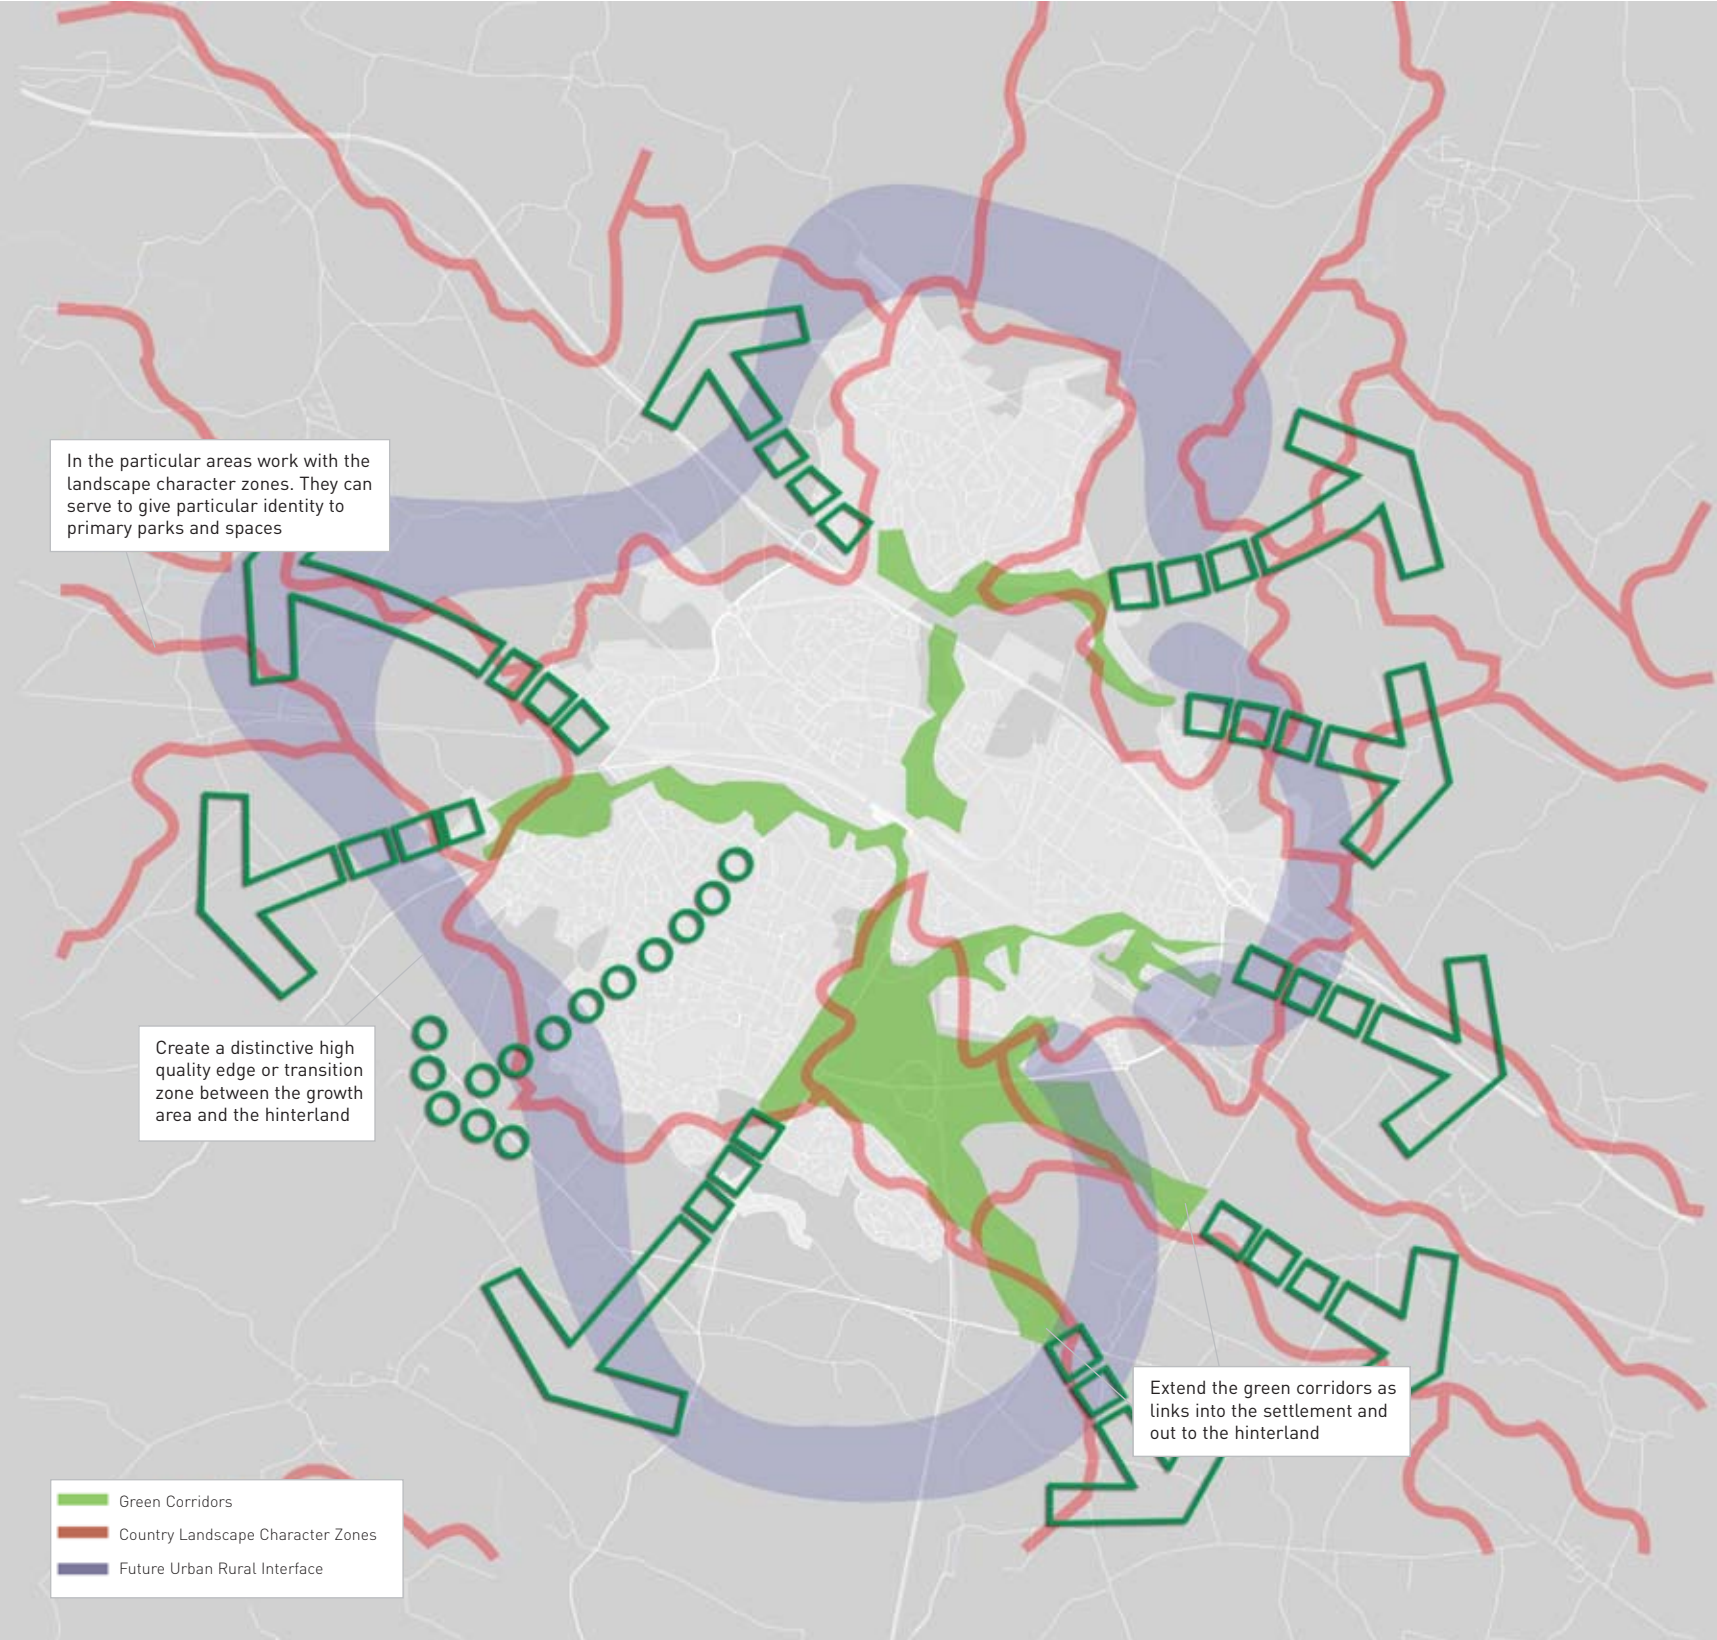 In the particular areas work with the
landscape character zones. They can
serve to give particular identity to
primary parks and spaces
Create a distinctive high
quality edge or transition
zone between the growth
area and the hinterland
Extend the green corridors as
links into the settlement and
out to the hinterland
Green Corridors
Country Landscape Character Zones
Future Urban Rural Interface